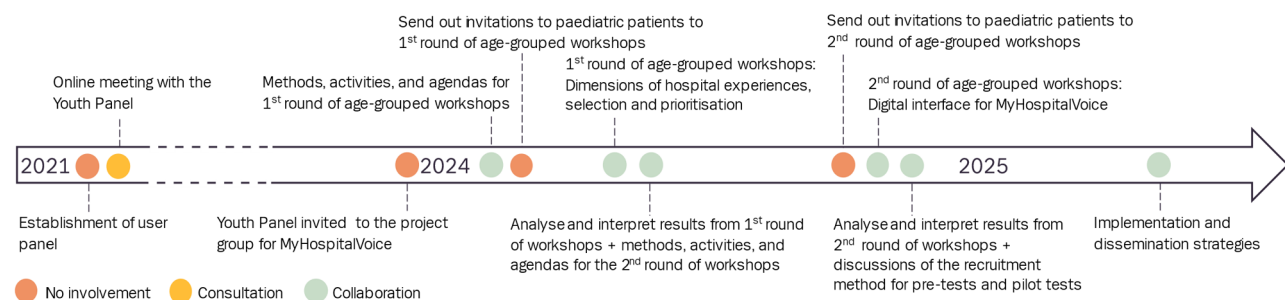 Send out invitations to paediatric patients to
1st round of age-grouped workshops
Send out invitations to paediatric patients to
2nd round of age-grouped workshops
Online meeting with the
Youth Panel
Methods, activities, and agendas for
1st round of age-grouped workshops
1st round of age-grouped workshops:
Dimensions of hospital experiences,
selection and prioritisation
2nd round of age-grouped workshops:
Digital interface for MyHospitalVoice
2021
2024
2025
Establishment of user
panel
Youth Panel invited to the project
group for MyHospitalVoice
Analyse and interpret results from 1st round
of workshops + methods, activities, and
agendas for the 2nd round of workshops
Analyse and interpret results from
2nd round of workshops +
discussions of the recruitment
method for pre-tests and pilot tests
Implementation and
dissemination strategies
No involvement
Consultation
Collaboration